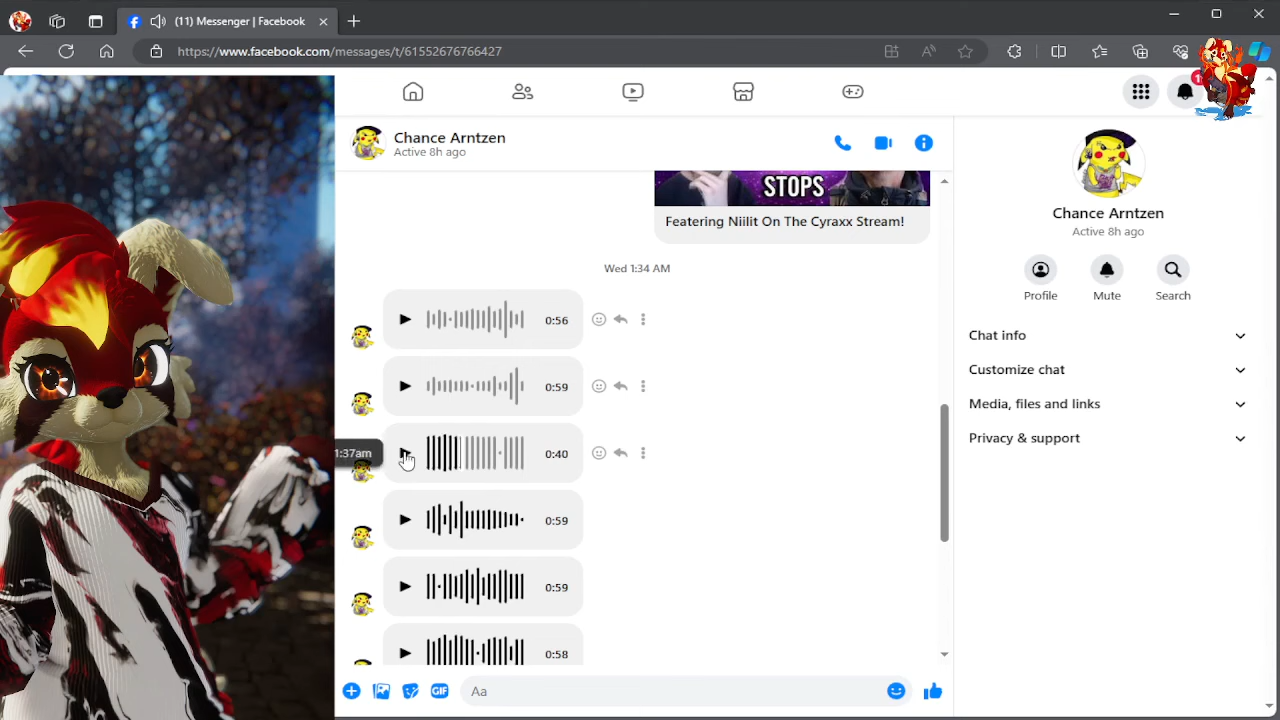 (11) Messenger | Facebook
https://www.facebook.com/messages/t/61552676766427
1
Chance Arntzen
Active 8h ago
STOPS
Featering Niilit On The Cyraxx Stream!
Wed 1:34 AM
0:56
0:59
1:37am
0:40
0:59
0:59
0:58
GIF
Aa
Chance Arntzen
Active 8h ago
Profile
Mute
Search
Chat info
Customize chat
Media, files and links
Privacy & support